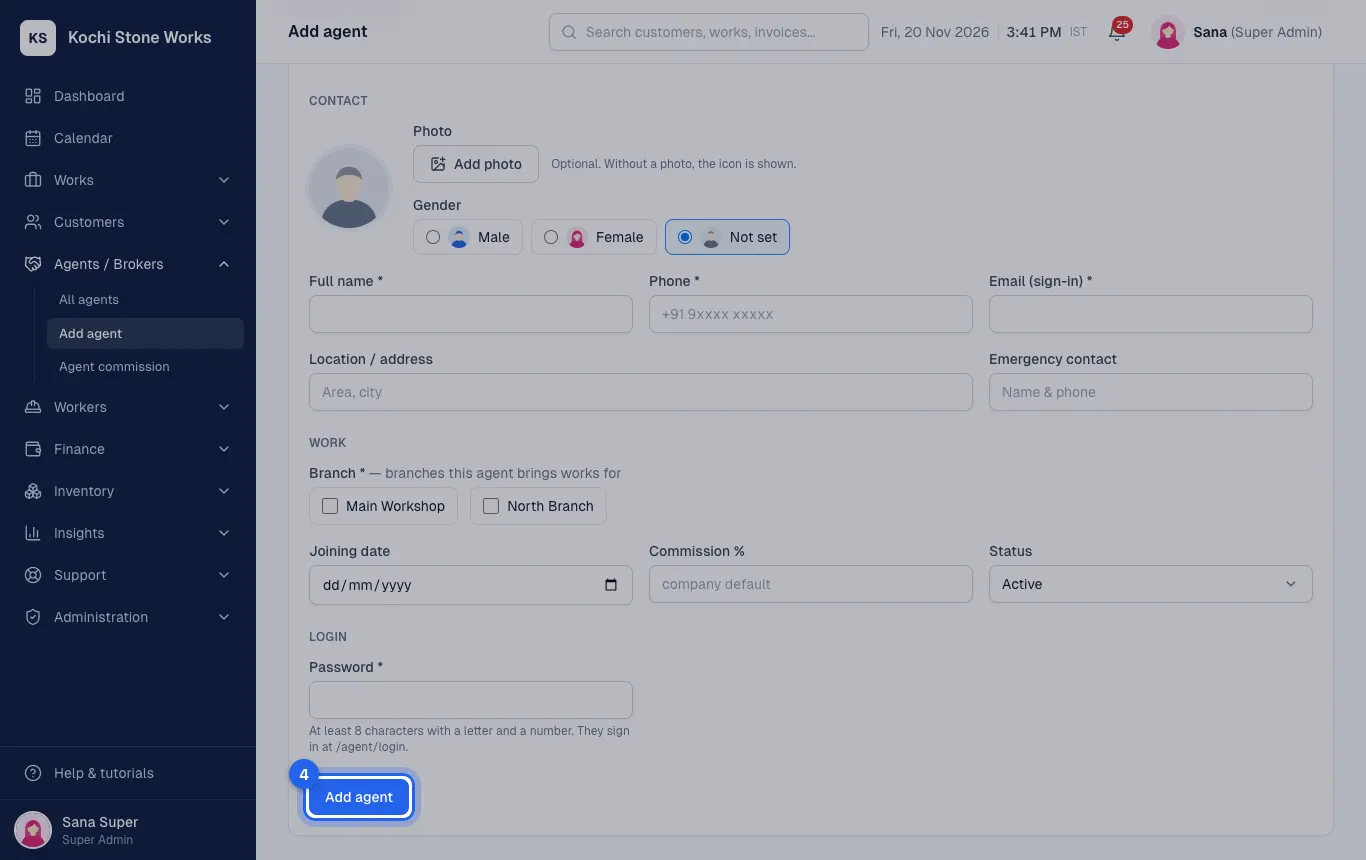 KS
Kochi Stone Works
Add agent
Search customers, works, invoices...
Fri, 20 Nov 2026
3:41 PM IST
25
Sana (Super Admin)
Dashboard
Calendar
Works
Customers
Agents / Brokers
All agents
Add agent
Agent commission
Workers
Finance
Inventory
Insights
Support
Administration
Help & tutorials
Sana Super
Super Admin
CONTACT
Photo
Add photo
Optional. Without a photo, the icon is shown.
Gender
Male
Female
Not set
Full name *
Phone *
Email (sign-in) *
+91 9xxxx xxxxx
Location / address
Emergency contact
Area, city
Name & phone
WORK
Branch * — branches this agent brings works for
Main Workshop
North Branch
Joining date
Commission %
Status
dd/mm/yyyy
company default
Active
LOGIN
Password *
At least 8 characters with a letter and a number. They sign
in at /agent/login.
4
Add agent